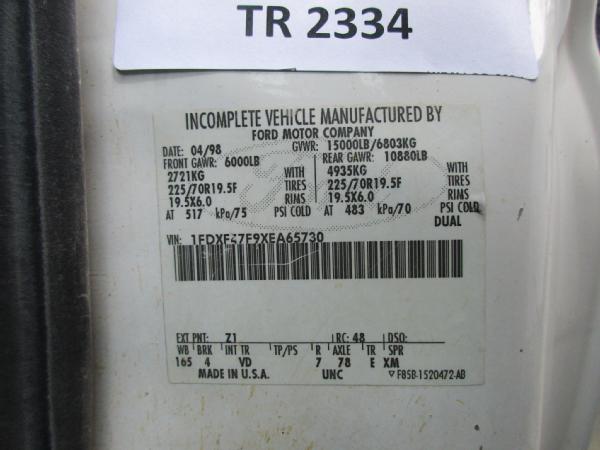 TR 2334
INCOMPLETE VEHICLE MANUFACTURED BY
FORD MOTOR COMPANY
DATE: 04/98 GVWR: 15000LB/6803KG
FRONT GAWR: 6000LB REAR GAWR: 10880LB
2721KG WITH 4935KG WITH
225/70R19.5F TIRES 225/70R19.5F TIRES
19.5X6.0 RIMS 19.5X6.0 RIMS
AT 517 kPa/75 PSI COLD AT 483 kPa/70 PSI COLD
DUAL
VIN: 1FDXF47F9XEA65730
EXT PNT: Z1 RC: 48 DSO:
WB BRK INT TR TP/PS R AXLE TR SPR
165 4 VD 7 78 E XM
MADE IN U.S.A. UNC F85B-1520472-AB